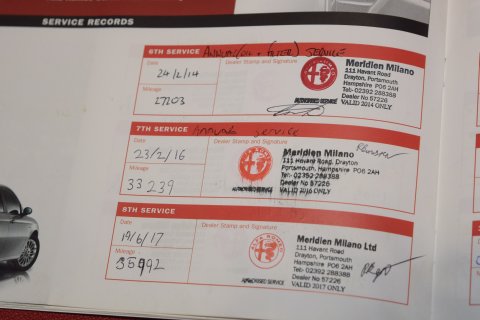 SERVICE RECORDS
6TH SERVICE ANNUAL (OIL + FILTER) SERVICE
Date Dealer Stamp and Signature
24/2/14
Mileage
27203
Meridien Milano
111 Havant Road
Drayton, Portsmouth
Hampshire PO6 2AH
Tel: 02392 288388
Dealer No 57226
AUTHORISED SERVICE VALID 2014 ONLY
7TH SERVICE ANNUAL SERVICE
Date Dealer Stamp and Signature
23/2/16
Mileage
33239
Meridien Milano
111 Havant Road, Drayton
Portsmouth,
Hampshire PO6 2AH
Tel: 02392 288388
Dealer No 57226
AUTHORISED SERVICE VALID 2016 ONLY
8TH SERVICE
Date Dealer Stamp and Signature
19/6/17
Mileage
35992
ALFA ROMEO
Meridien Milano Ltd
111 Havant Road, Drayton
Portsmouth,
Hampshire PO6 2AH
Tel: 02392 288388
Dealer No 57226
AUTHORISED SERVICE VALID 2017 ONLY